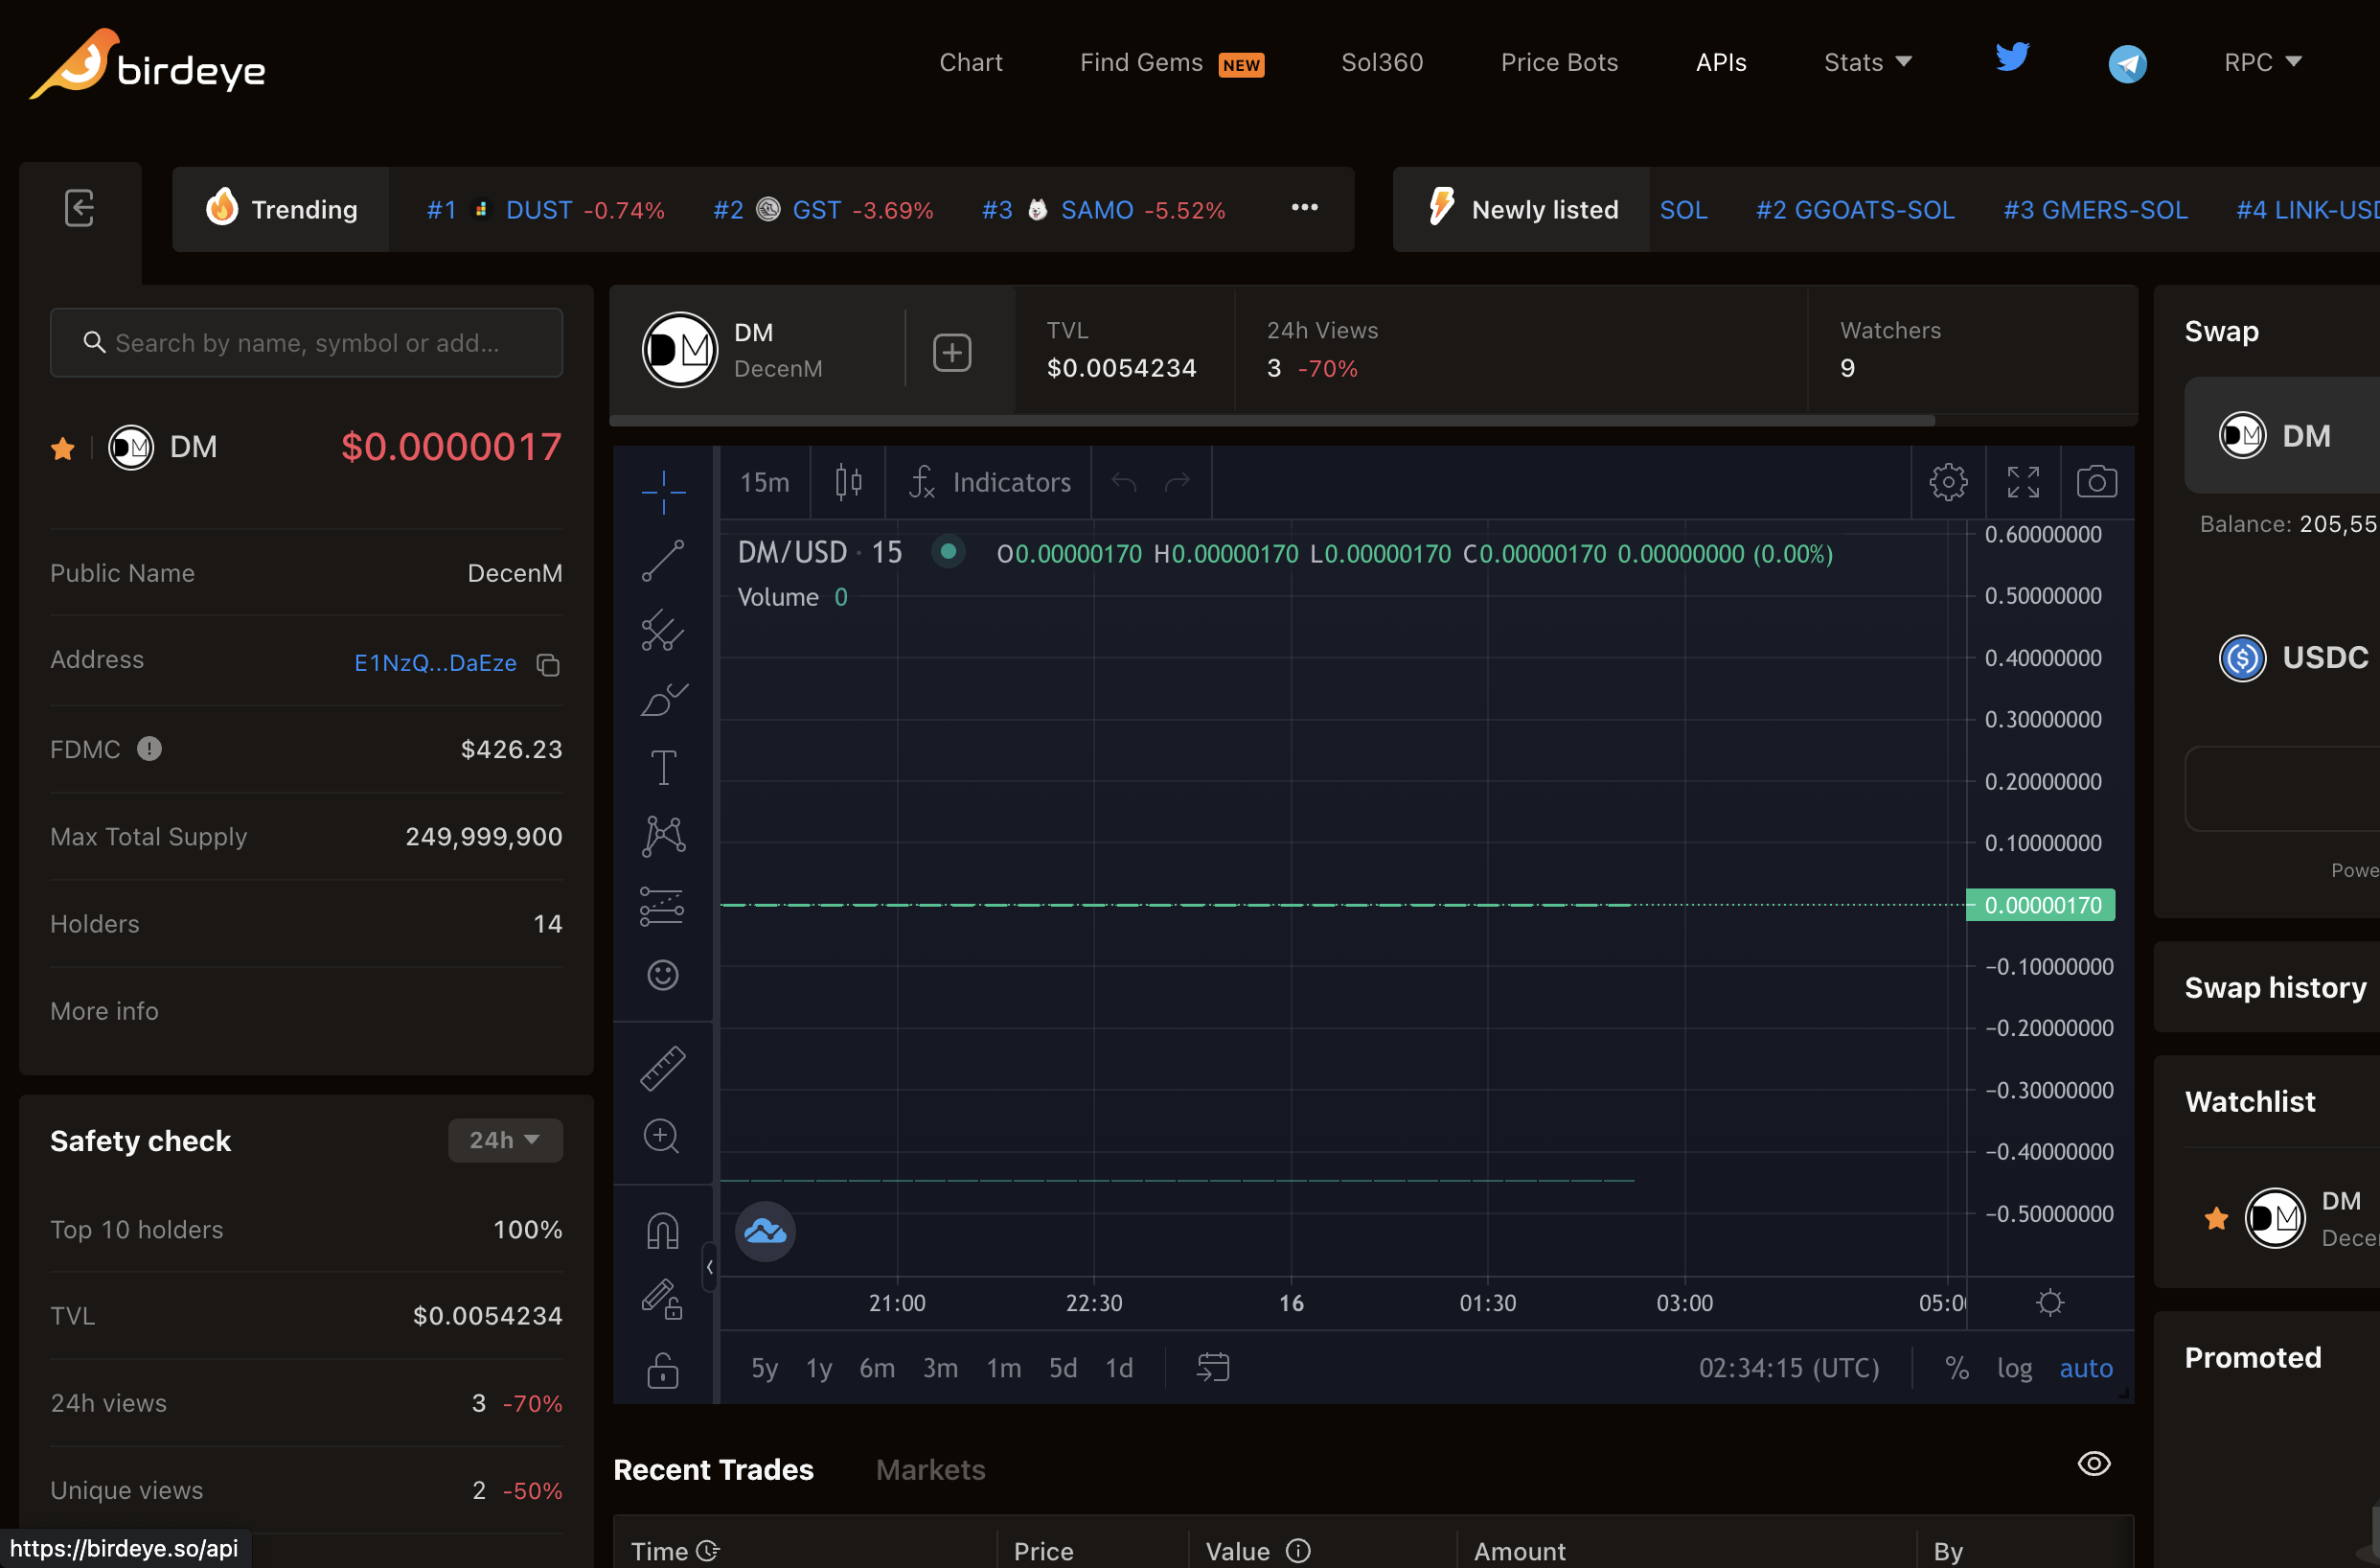 birdeye
Chart
Find Gems NEW
Sol360
Price Bots
APIs
Stats
RPC
Trending
#1 DUST -0.74%
#2 GST -3.69%
#3 SAMO -5.52%
Newly listed
SOL
#2 GGOATS-SOL
#3 GMERS-SOL
#4 LINK-USD
Search by name, symbol or add...
DM
$0.0000017
Public Name
DecenM
Address
E1NzQ...DaEze
FDMC
$426.23
Max Total Supply
249,999,900
Holders
14
More info
Safety check
24h
Top 10 holders
100%
TVL
$0.0054234
24h views
3 -70%
Unique views
2 -50%
https://birdeye.so/api
DM
DecenM
TVL
$0.0054234
24h Views
3 -70%
Watchers
9
15m
Indicators
DM/USD · 15
O0.00000170 H0.00000170 L0.00000170 C0.00000170 0.00000000 (0.00%)
Volume 0
0.60000000
0.50000000
0.40000000
0.30000000
0.20000000
0.10000000
0.00000170
−0.10000000
−0.20000000
−0.30000000
−0.40000000
−0.50000000
21:00
22:30
16
01:30
03:00
05:00
5y 1y 6m 3m 1m 5d 1d
02:34:15 (UTC)
% log auto
Recent Trades
Markets
Time
Price
Value
Amount
By
Swap
DM
Balance: 205,55
USDC
Powe
Swap history
Watchlist
DM
Decen
Promoted